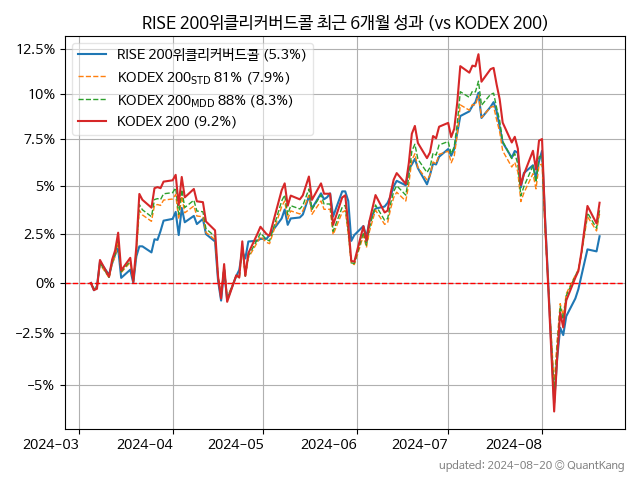 RISE 200위클리커버드콜 최근 6개월 성과 (vs KODEX 200)
12.5%
10%
7.5%
5%
2.5%
0%
−2.5%
−5%
RISE 200위클리커버드콜 (5.3%)
KODEX 200STD 81% (7.9%)
KODEX 200MDD 88% (8.3%)
KODEX 200 (9.2%)
2024-03 2024-04 2024-05 2024-06 2024-07 2024-08
updated: 2024-08-20 © QuantKang